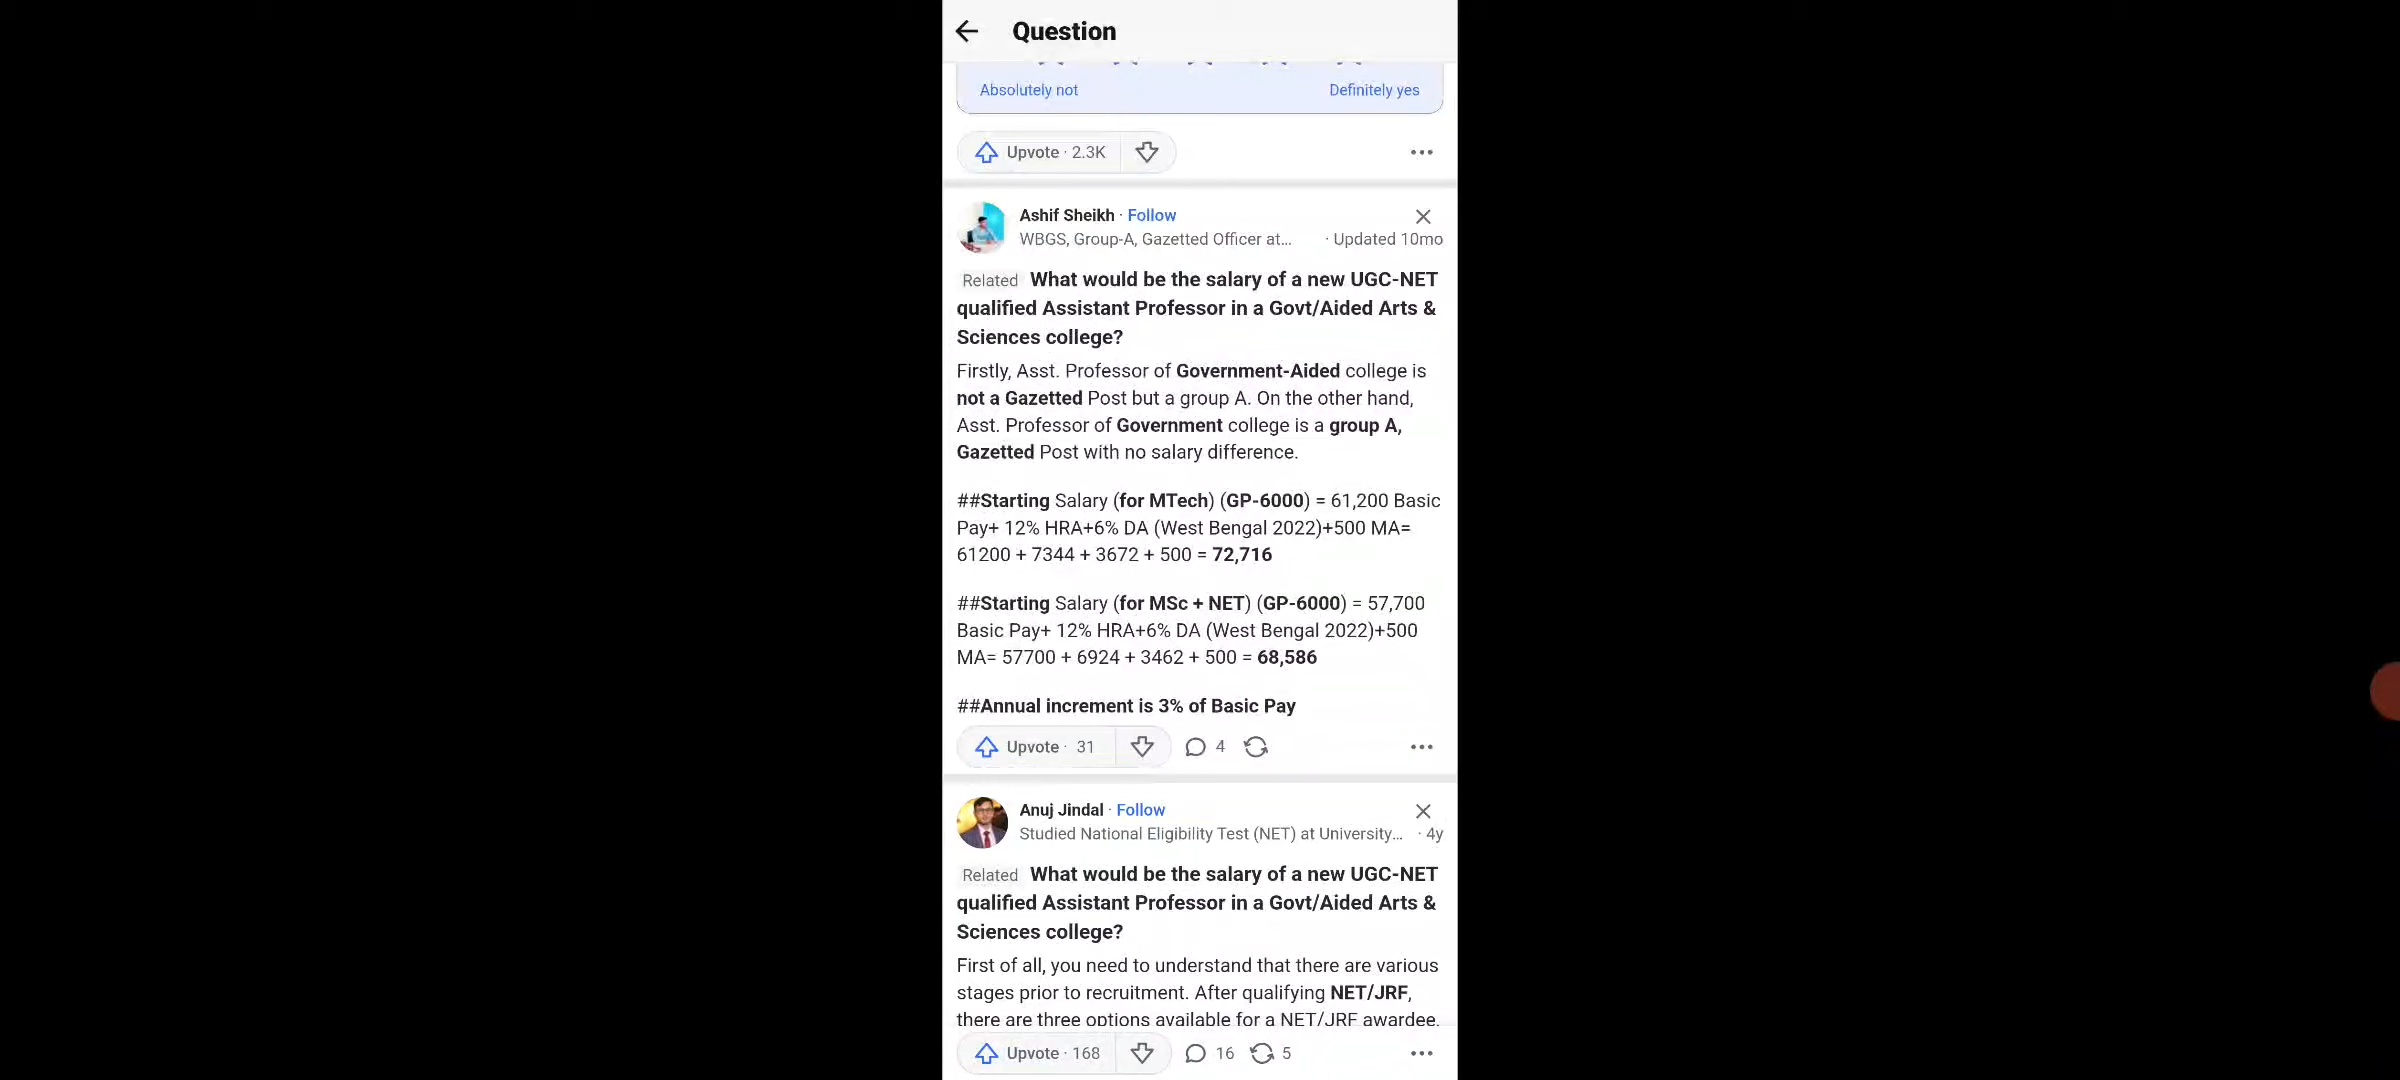 Question
Absolutely not Definitely yes
Upvote · 2.3K
Ashif Sheikh · Follow
WBGS, Group-A, Gazetted Officer at... · Updated 10mo
Related What would be the salary of a new UGC-NET
qualified Assistant Professor in a Govt/Aided Arts &
Sciences college?
Firstly, Asst. Professor of Government-Aided college is
not a Gazetted Post but a group A. On the other hand,
Asst. Professor of Government college is a group A,
Gazetted Post with no salary difference.
##Starting Salary (for MTech) (GP-6000) = 61,200 Basic
Pay+ 12% HRA+6% DA (West Bengal 2022)+500 MA=
61200 + 7344 + 3672 + 500 = 72,716
##Starting Salary (for MSc + NET) (GP-6000) = 57,700
Basic Pay+ 12% HRA+6% DA (West Bengal 2022)+500
MA= 57700 + 6924 + 3462 + 500 = 68,586
##Annual increment is 3% of Basic Pay
Upvote · 31 4
Anuj Jindal · Follow
Studied National Eligibility Test (NET) at University... · 4y
Related What would be the salary of a new UGC-NET
qualified Assistant Professor in a Govt/Aided Arts &
Sciences college?
First of all, you need to understand that there are various
stages prior to recruitment. After qualifying NET/JRF,
there are three options available for a NET/JRF awardee.
Upvote · 168 16 5